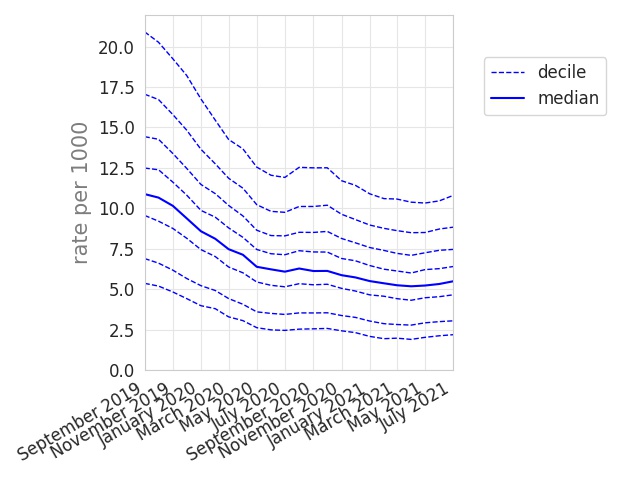 20.0
17.5
15.0
12.5
10.0
7.5
5.0
2.5
0.0
rate per 1000
September 2019
November 2019
January 2020
March 2020
May 2020
July 2020
September 2020
November 2020
January 2021
March 2021
May 2021
July 2021
decile
median